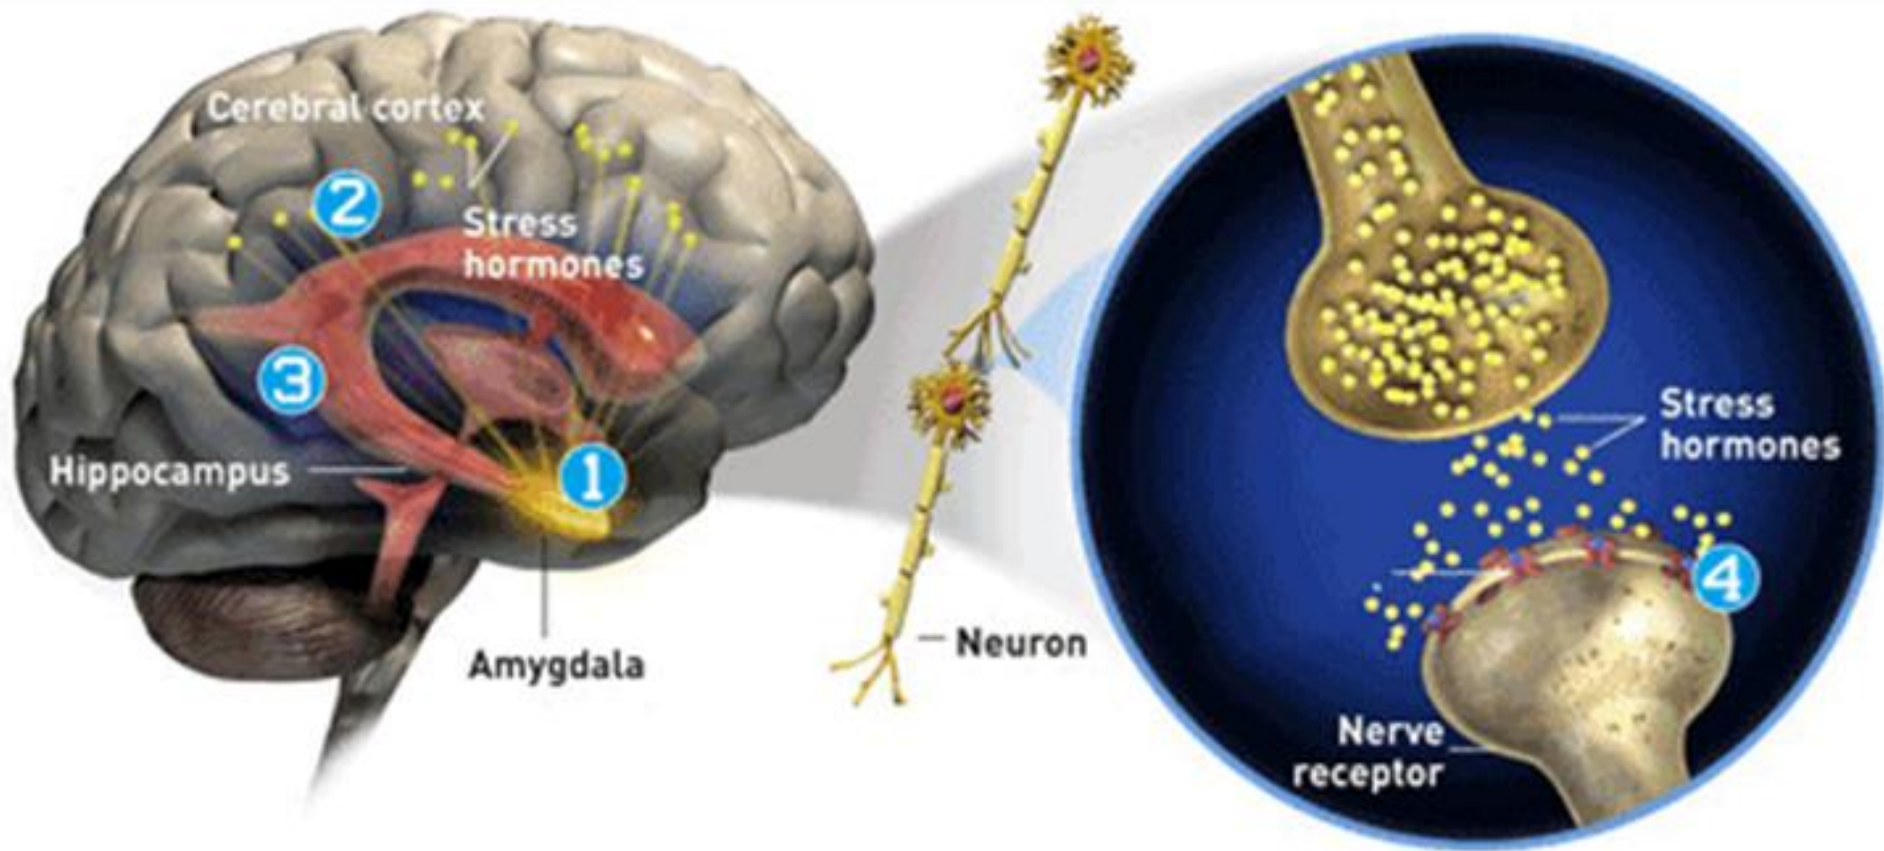 Cerebral cortex
2
Stress
hormones
3
Hippocampus
1
Amygdala
Neuron
Stress
hormones
4
Nerve
receptor